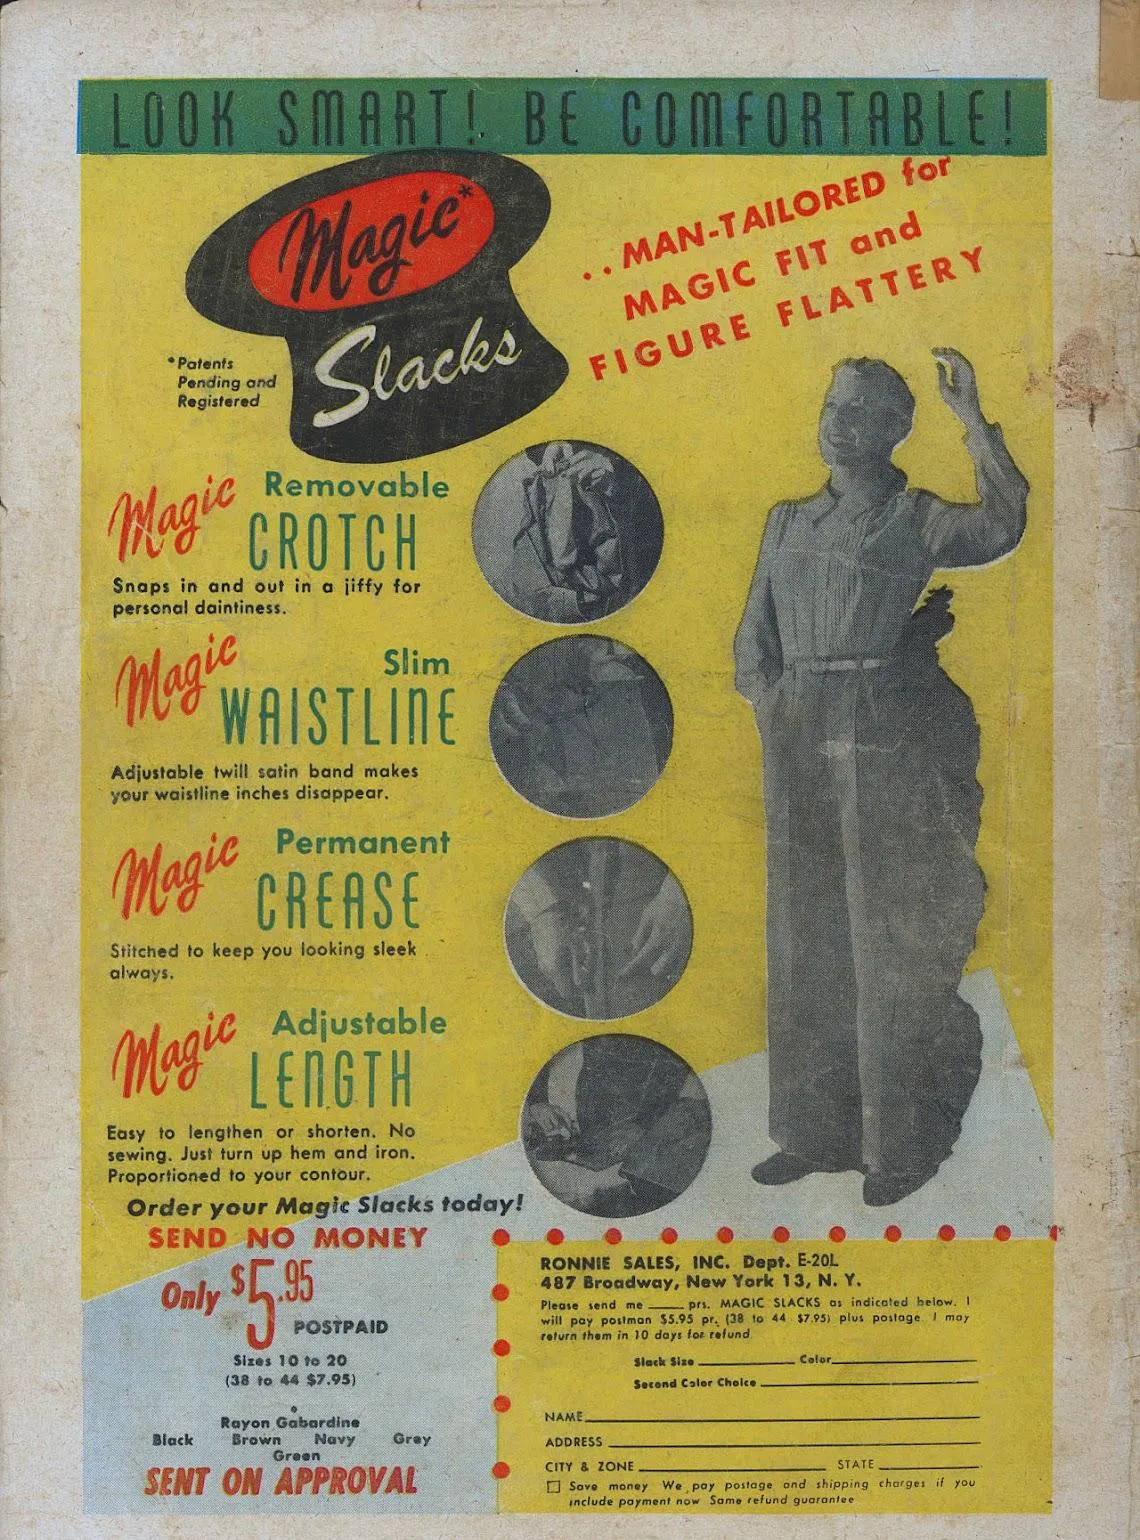 LOOK SMART! BE COMFORTABLE!
Magic*
Slacks
*Patents
Pending and
Registered
..MAN-TAILORED for
MAGIC FIT and
FIGURE FLATTERY
Magic Removable
CROTCH
Snaps in and out in a jiffy for
personal daintiness.
Magic Slim
WAISTLINE
Adjustable twill satin band makes
your waistline inches disappear.
Magic Permanent
CREASE
Stitched to keep you looking sleek
always.
Magic Adjustable
LENGTH
Easy to lengthen or shorten. No
sewing. Just turn up hem and iron.
Proportioned to your contour.
Order your Magic Slacks today!
SEND NO MONEY
Only $5.95
POSTPAID
Sizes 10 to 20
(38 to 44 $7.95)
Rayon Gabardine
Black Brown Navy Grey
Green
SENT ON APPROVAL
RONNIE SALES, INC. Dept. E-20L
487 Broadway, New York 13, N. Y.
Please send me ____ prs. MAGIC SLACKS as indicated below. I
will pay postman $5.95 pr. (38 to 44 $7.95) plus postage. I may
return them in 10 days for refund.
Slack Size ____ Color ____
Second Color Choice ____
NAME ____
ADDRESS ____
CITY & ZONE ____ STATE ____
☐ Save money We pay postage and shipping charges if you
include payment now Same refund guarantee